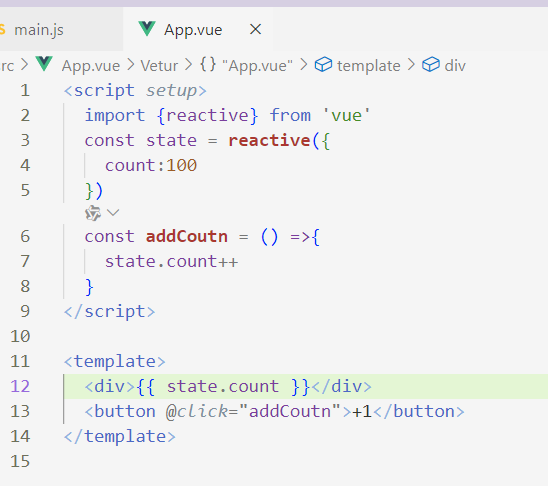 main.js
App.vue
rc > App.vue > Vetur > {} "App.vue" > template > div
1 <script setup>
2 import {reactive} from 'vue'
3 const state = reactive({
4 count:100
5 })
6 const addCoutn = () =>{
7 state.count++
8 }
9 </script>
10
11 <template>
12 <div>{{ state.count }}</div>
13 <button @click="addCoutn">+1</button>
14 </template>
15